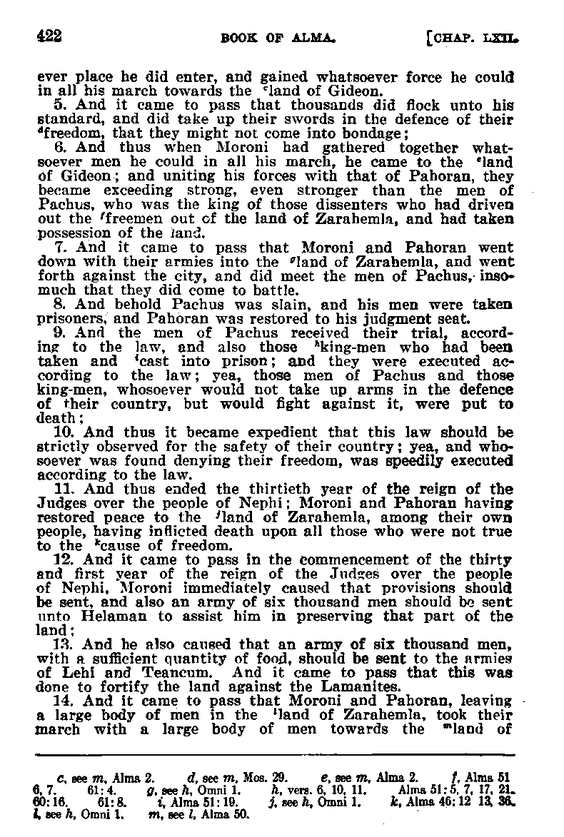 422 BOOK OF ALMA. [CHAP. LXII.
ever place he did enter, and gained whatsoever force he could
in all his march towards the ᶜland of Gideon.
5. And it came to pass that thousands did flock unto his
standard, and did take up their swords in the defence of their
ᵈfreedom, that they might not come into bondage;
6. And thus when Moroni had gathered together what-
soever men he could in all his march, he came to the ᵉland
of Gideon; and uniting his forces with that of Pahoran, they
became exceeding strong, even stronger than the men of
Pachus, who was the king of those dissenters who had driven
out the ᶠfreemen out of the land of Zarahemla, and had taken
possession of the land.
7. And it came to pass that Moroni and Pahoran went
down with their armies into the ᵍland of Zarahemla, and went
forth against the city, and did meet the men of Pachus, inso-
much that they did come to battle.
8. And behold Pachus was slain, and his men were taken
prisoners, and Pahoran was restored to his judgment seat.
9. And the men of Pachus received their trial, accord-
ing to the law, and also those ʰking-men who had been
taken and ⁱcast into prison; and they were executed ac-
cording to the law; yea, those men of Pachus and those
king-men, whosoever would not take up arms in the defence
of their country, but would fight against it, were put to
death;
10. And thus it became expedient that this law should be
strictly observed for the safety of their country; yea, and who-
soever was found denying their freedom, was speedily executed
according to the law.
11. And thus ended the thirtieth year of the reign of the
Judges over the people of Nephi; Moroni and Pahoran having
restored peace to the ʲland of Zarahemla, among their own
people, having inflicted death upon all those who were not true
to the ᵏcause of freedom.
12. And it came to pass in the commencement of the thirty
and first year of the reign of the Judges over the people
of Nephi, Moroni immediately caused that provisions should
be sent, and also an army of six thousand men should be sent
unto Helaman to assist him in preserving that part of the
land;
13. And he also caused that an army of six thousand men,
with a sufficient quantity of food, should be sent to the armies
of Lehi and Teancum. And it came to pass that this was
done to fortify the land against the Lamanites.
14. And it came to pass that Moroni and Pahoran, leaving
a large body of men in the ˡland of Zarahemla, took their
march with a large body of men towards the ᵐland of
c, see m, Alma 2. d, see m, Mos. 29. e, see m, Alma 2. f, Alma 51
6, 7. 61:4. g, see h, Omni 1. h, vers. 6, 10, 11. Alma 51:5, 7, 17, 21.
60:16. 61:8. i, Alma 51:19. j, see h, Omni 1. k, Alma 46:12 13, 36.
l, see h, Omni 1. m, see l, Alma 50.